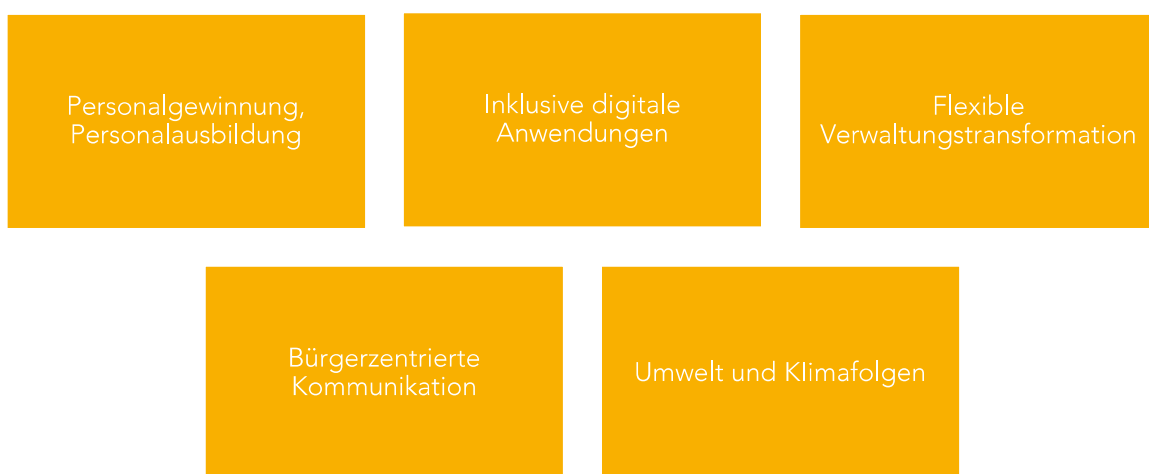 Personalgewinnung,
Personalausbildung
Inklusive digitale
Anwendungen
Flexible
Verwaltungstransformation
Bürgerzentrierte
Kommunikation
Umwelt und Klimafolgen